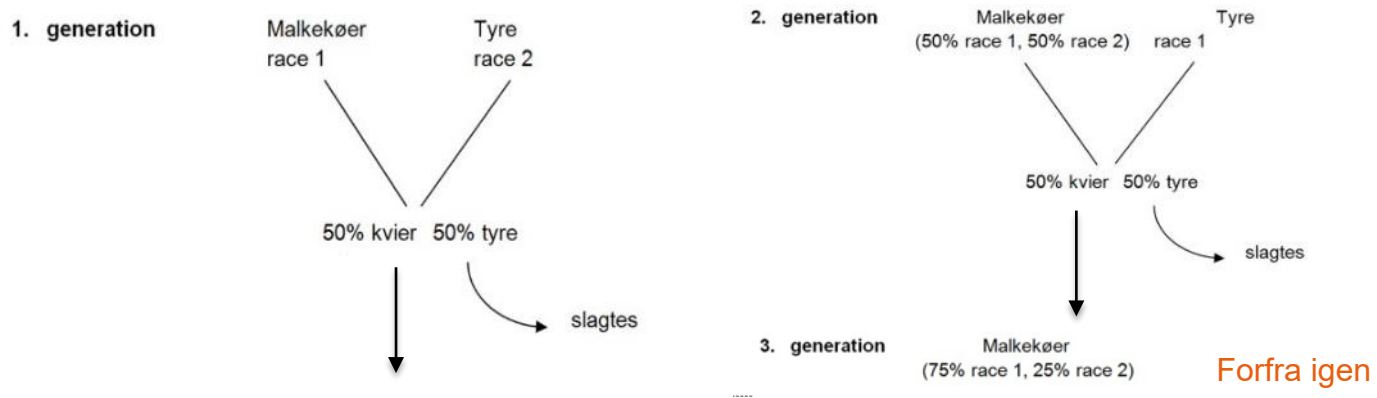 1. generation
Malkekøer Tyre
race 1 race 2
50% kvier 50% tyre
slagtes
2. generation Malkekøer Tyre
(50% race 1, 50% race 2) race 1
50% kvier 50% tyre
slagtes
3. generation Malkekøer
(75% race 1, 25% race 2)
Forfra igen